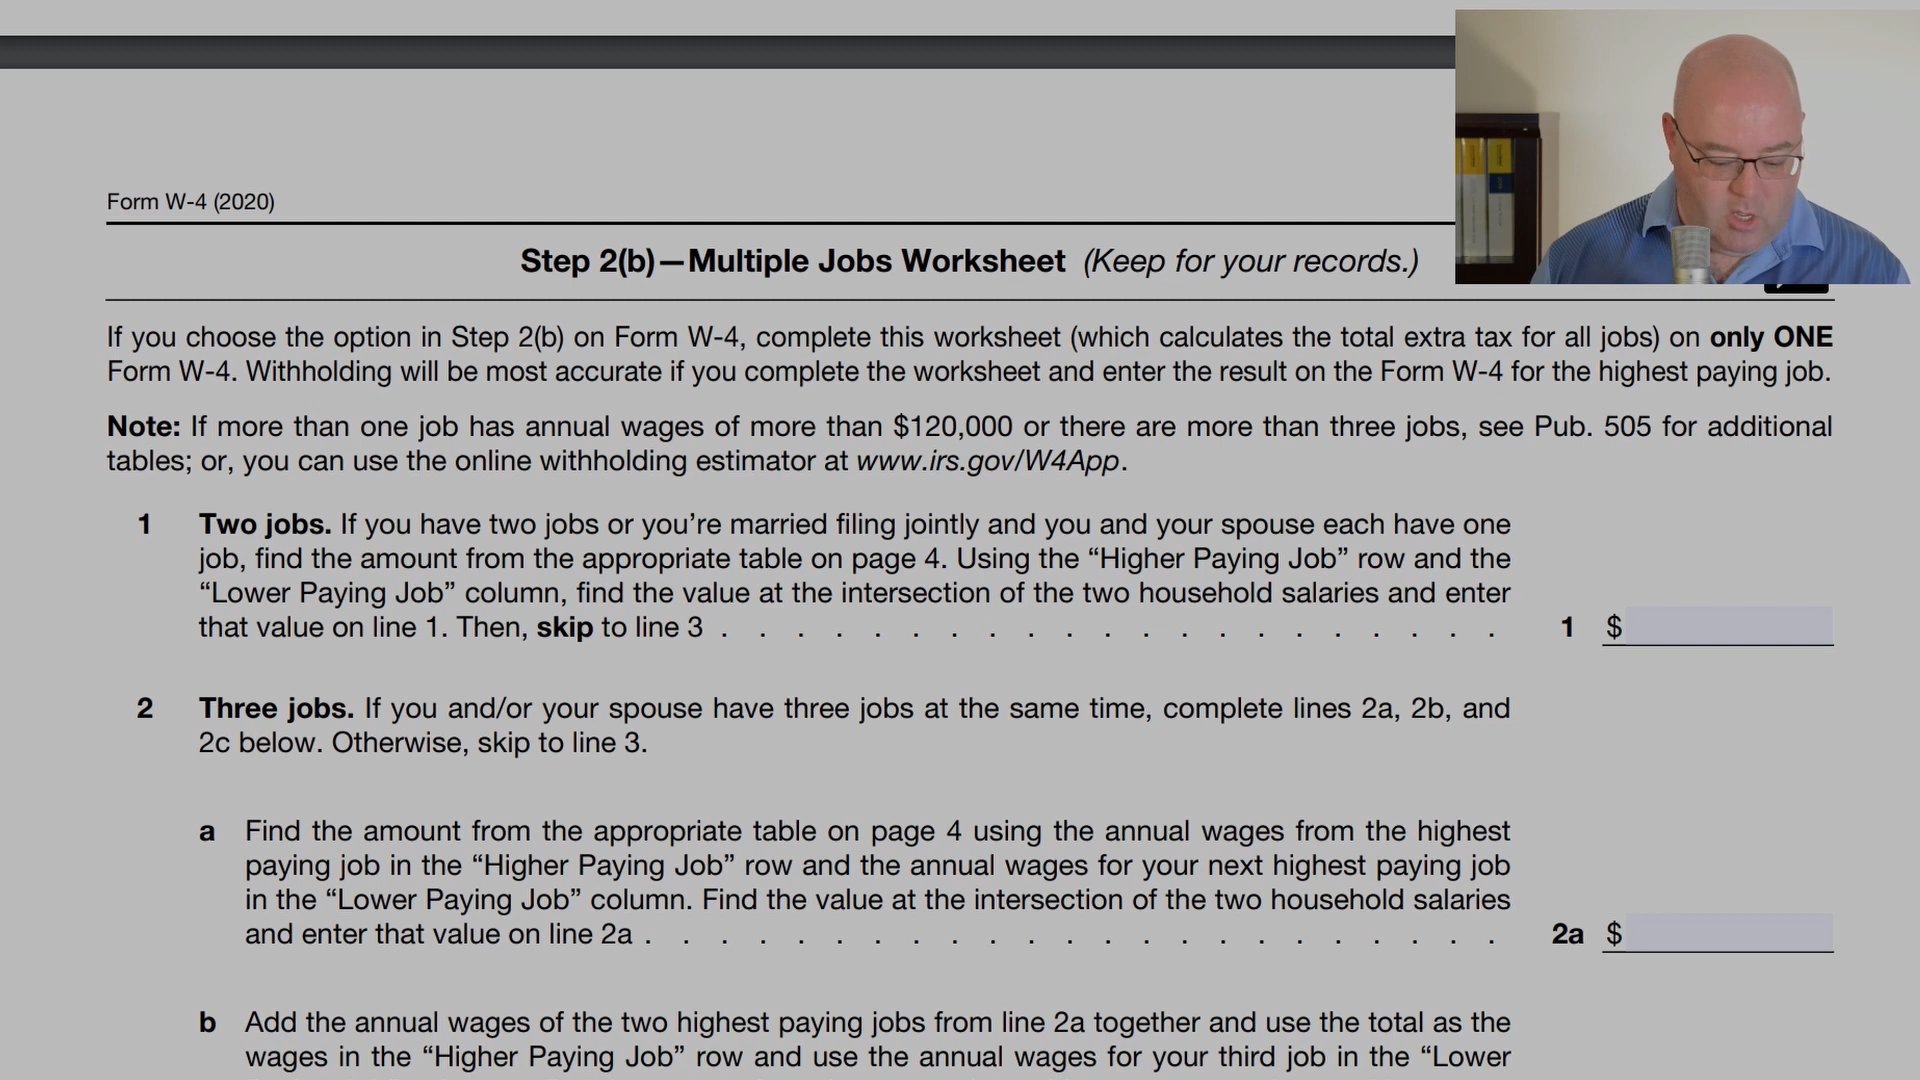 Form W-4 (2020)
Step 2(b)—Multiple Jobs Worksheet (Keep for your records.)
If you choose the option in Step 2(b) on Form W-4, complete this worksheet (which calculates the total extra tax for all jobs) on only ONE
Form W-4. Withholding will be most accurate if you complete the worksheet and enter the result on the Form W-4 for the highest paying job.
Note: If more than one job has annual wages of more than $120,000 or there are more than three jobs, see Pub. 505 for additional
tables; or, you can use the online withholding estimator at www.irs.gov/W4App.
1 Two jobs. If you have two jobs or you’re married filing jointly and you and your spouse each have one
job, find the amount from the appropriate table on page 4. Using the “Higher Paying Job” row and the
“Lower Paying Job” column, find the value at the intersection of the two household salaries and enter
that value on line 1. Then, skip to line 3 . . . . . . . . . . . . . . . . . . . . . 1 $
2 Three jobs. If you and/or your spouse have three jobs at the same time, complete lines 2a, 2b, and
2c below. Otherwise, skip to line 3.
a Find the amount from the appropriate table on page 4 using the annual wages from the highest
paying job in the “Higher Paying Job” row and the annual wages for your next highest paying job
in the “Lower Paying Job” column. Find the value at the intersection of the two household salaries
and enter that value on line 2a . . . . . . . . . . . . . . . . . . . . . . . 2a $
b Add the annual wages of the two highest paying jobs from line 2a together and use the total as the
wages in the “Higher Paying Job” row and use the annual wages for your third job in the “Lower